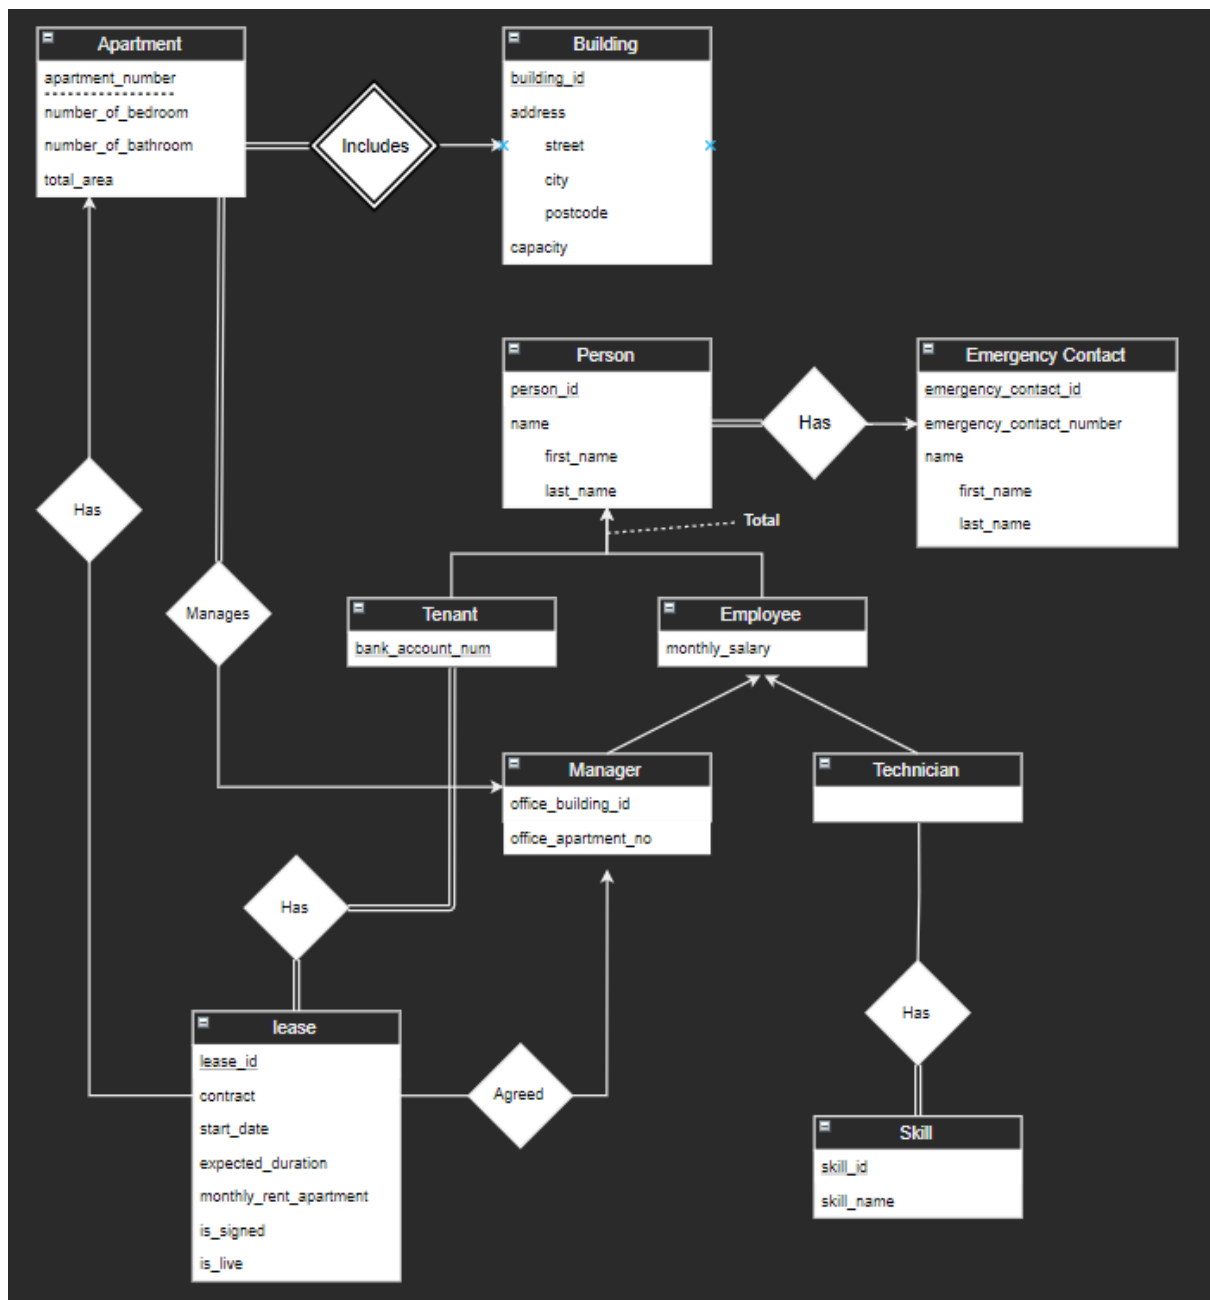 Apartment
apartment_number
number_of_bedroom
number_of_bathroom
total_area
Includes
Building
building_id
address
street
city
postcode
capacity
Person
person_id
name
first_name
last_name
Has
Emergency Contact
emergency_contact_id
emergency_contact_number
name
first_name
last_name
Total
Has
Manages
Tenant
bank_account_num
Employee
monthly_salary
Manager
office_building_id
office_apartment_no
Technician
Has
lease
lease_id
contract
start_date
expected_duration
monthly_rent_apartment
is_signed
is_live
Agreed
Has
Skill
skill_id
skill_name